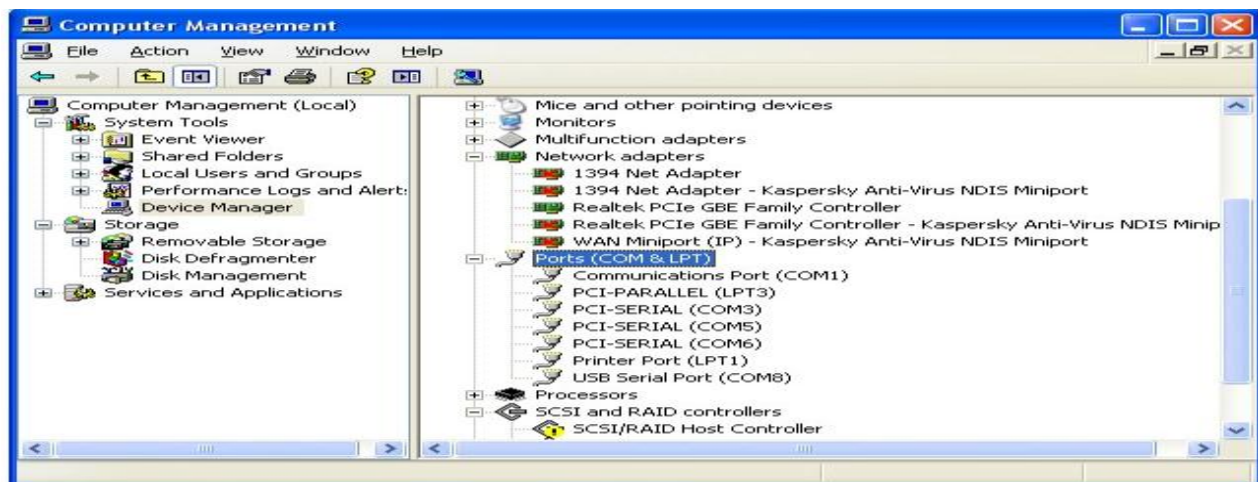 Computer Management
File Action View Window Help
Computer Management (Local)
System Tools
Event Viewer
Shared Folders
Local Users and Groups
Performance Logs and Alert:
Device Manager
Storage
Removable Storage
Disk Defragmenter
Disk Management
Services and Applications
Mice and other pointing devices
Monitors
Multifunction adapters
Network adapters
1394 Net Adapter
1394 Net Adapter - Kaspersky Anti-Virus NDIS Miniport
Realtek PCIe GBE Family Controller
Realtek PCIe GBE Family Controller - Kaspersky Anti-Virus NDIS Minip
WAN Miniport (IP) - Kaspersky Anti-Virus NDIS Miniport
Ports (COM & LPT)
Communications Port (COM1)
PCI-PARALLEL (LPT3)
PCI-SERIAL (COM3)
PCI-SERIAL (COM5)
PCI-SERIAL (COM6)
Printer Port (LPT1)
USB Serial Port (COM8)
Processors
SCSI and RAID controllers
SCSI/RAID Host Controller